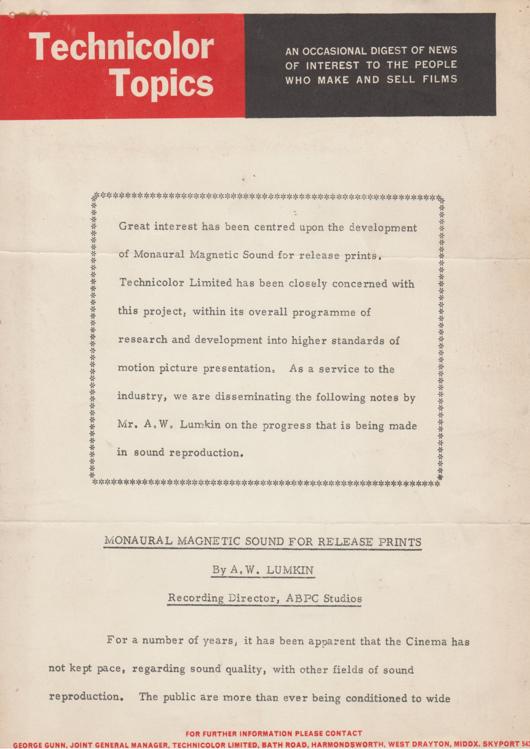 Technicolor
Topics
AN OCCASIONAL DIGEST OF NEWS
OF INTEREST TO THE PEOPLE
WHO MAKE AND SELL FILMS
Great interest has been centred upon the development
of Monaural Magnetic Sound for release prints.
Technicolor Limited has been closely concerned with
this project, within its overall programme of
research and development into higher standards of
motion picture presentation. As a service to the
industry, we are disseminating the following notes by
Mr. A.W. Lumkin on the progress that is being made
in sound reproduction.
MONAURAL MAGNETIC SOUND FOR RELEASE PRINTS
By A.W. LUMKIN
Recording Director, ABPC Studios
For a number of years, it has been apparent that the Cinema has
not kept pace, regarding sound quality, with other fields of sound
reproduction. The public are more than ever being conditioned to wide
FOR FURTHER INFORMATION PLEASE CONTACT
GEORGE GUNN, JOINT GENERAL MANAGER, TECHNICOLOR LIMITED, BATH ROAD, HARMONDSWORTH, WEST DRAYTON, MIDDX. SKYPORT